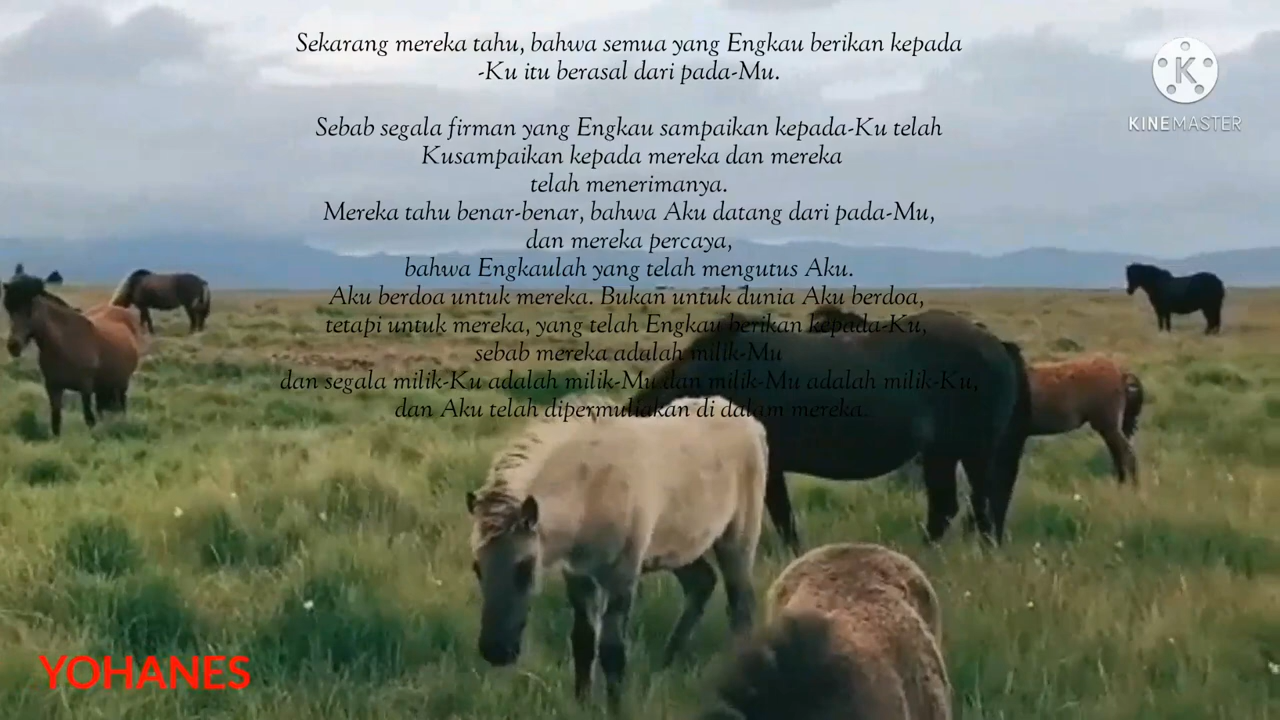 Sekarang mereka tahu, bahwa semua yang Engkau berikan kepada
-Ku itu berasal dari pada-Mu.
Sebab segala firman yang Engkau sampaikan kepada-Ku telah
Kusampaikan kepada mereka dan mereka
telah menerimanya.
Mereka tahu benar-benar, bahwa Aku datang dari pada-Mu,
dan mereka percaya,
bahwa Engkaulah yang telah mengutus Aku.
Aku berdoa untuk mereka. Bukan untuk dunia Aku berdoa,
tetapi untuk mereka, yang telah Engkau berikan kepada-Ku,
sebab mereka adalah milik-Mu
dan segala milik-Ku adalah milik-Mu dan milik-Mu adalah milik-Ku,
dan Aku telah dipermuliakan di dalam mereka.
K
KINEMASTER
YOHANES